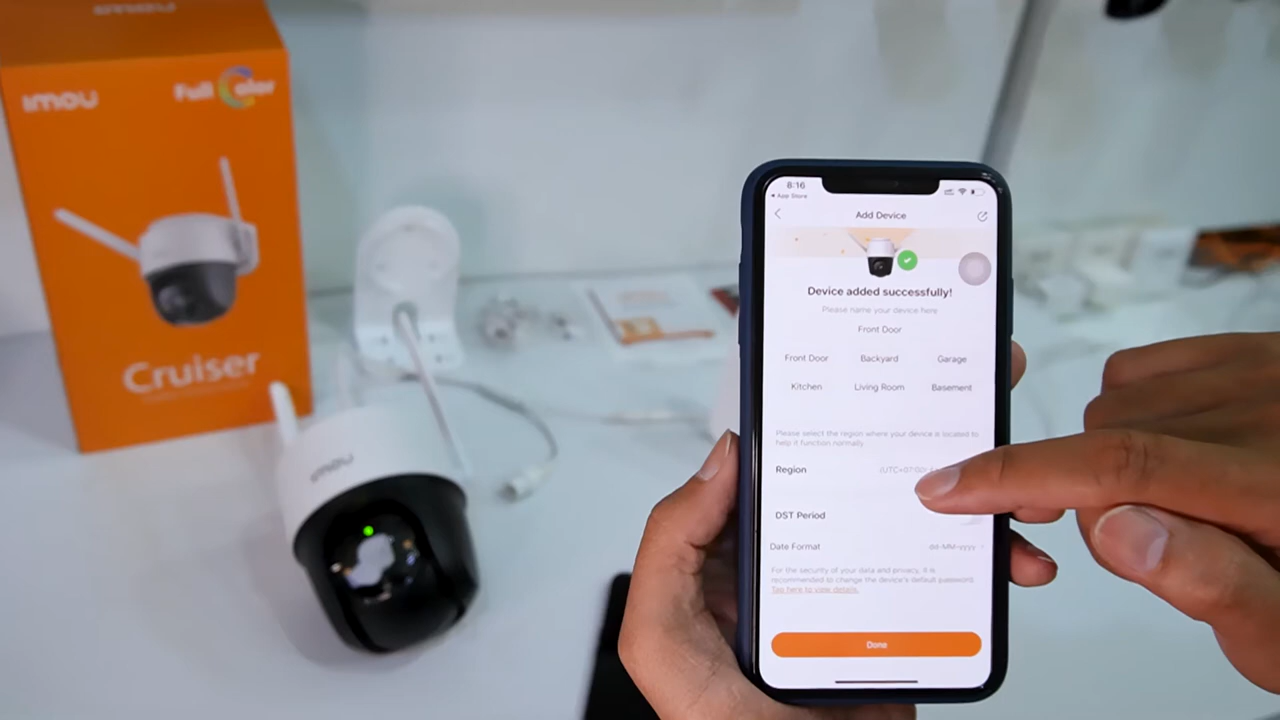 imou
Full Color
Cruiser
imou
8:16
App Store
Add Device
Device added successfully!
Please name your device here
Front Door
Front Door Backyard Garage
Kitchen Living Room Basement
Please select the region where your device is located to
help it function normally
Region (UTC+07:00)
DST Period
Date Format dd-MM-yyyy
For the security of your data and privacy, it is
recommended to change the device's default password.
Tap here to view details.
Done